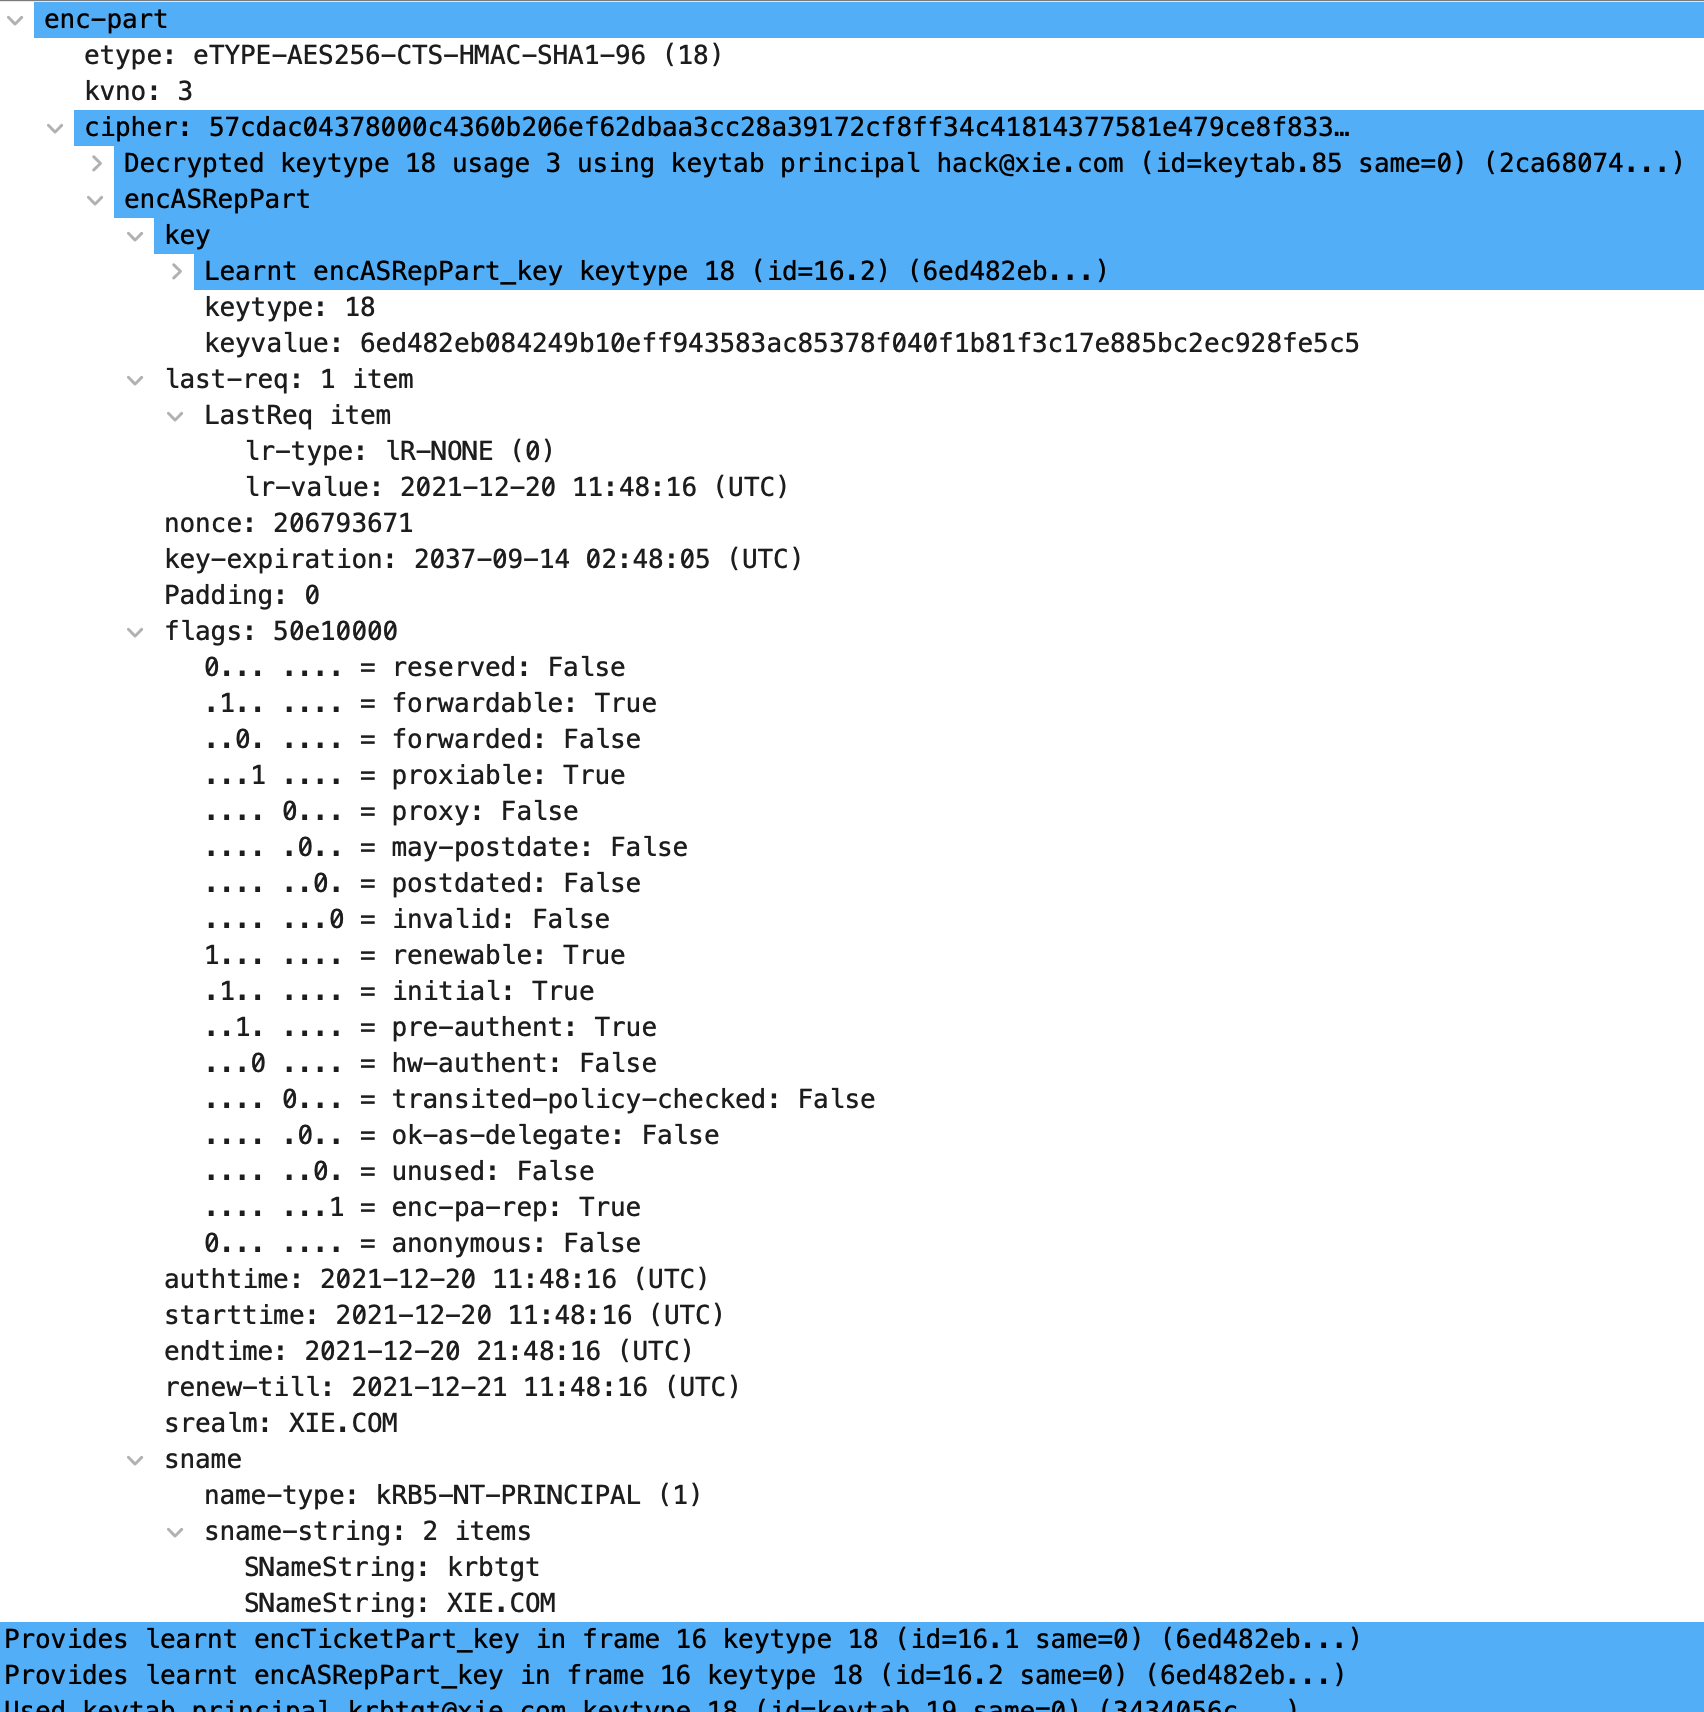 enc-part
etype: eTYPE-AES256-CTS-HMAC-SHA1-96 (18)
kvno: 3
cipher: 57cdac04378000c4360b206ef62dbaa3cc28a39172cf8ff34c41814377581e479ce8f833…
Decrypted keytype 18 usage 3 using keytab principal hack@xie.com (id=keytab.85 same=0) (2ca68074...)
encASRepPart
key
Learnt encASRepPart_key keytype 18 (id=16.2) (6ed482eb...)
keytype: 18
keyvalue: 6ed482eb084249b10eff943583ac85378f040f1b81f3c17e885bc2ec928fe5c5
last-req: 1 item
LastReq item
lr-type: lR-NONE (0)
lr-value: 2021-12-20 11:48:16 (UTC)
nonce: 206793671
key-expiration: 2037-09-14 02:48:05 (UTC)
Padding: 0
flags: 50e10000
0... .... = reserved: False
.1.. .... = forwardable: True
..0. .... = forwarded: False
...1 .... = proxiable: True
.... 0... = proxy: False
.... .0.. = may-postdate: False
.... ..0. = postdated: False
.... ...0 = invalid: False
1... .... = renewable: True
.1.. .... = initial: True
..1. .... = pre-authent: True
...0 .... = hw-authent: False
.... 0... = transited-policy-checked: False
.... .0.. = ok-as-delegate: False
.... ..0. = unused: False
.... ...1 = enc-pa-rep: True
0... .... = anonymous: False
authtime: 2021-12-20 11:48:16 (UTC)
starttime: 2021-12-20 11:48:16 (UTC)
endtime: 2021-12-20 21:48:16 (UTC)
renew-till: 2021-12-21 11:48:16 (UTC)
srealm: XIE.COM
sname
name-type: kRB5-NT-PRINCIPAL (1)
sname-string: 2 items
SNameString: krbtgt
SNameString: XIE.COM
Provides learnt encTicketPart_key in frame 16 keytype 18 (id=16.1 same=0) (6ed482eb...)
Provides learnt encASRepPart_key in frame 16 keytype 18 (id=16.2 same=0) (6ed482eb...)
Used keytab principal krbtgt@xie.com keytype 18 (id=keytab.19 same=0) (3434056c...)